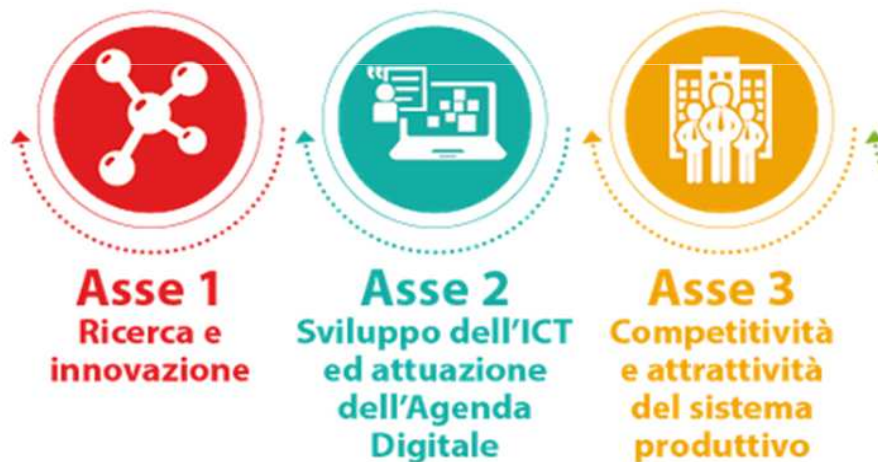 Asse 1
Ricerca e
innovazione
Asse 2
Sviluppo dell'ICT
ed attuazione
dell'Agenda
Digitale
Asse 3
Competitività
e attrattività
del sistema
produttivo